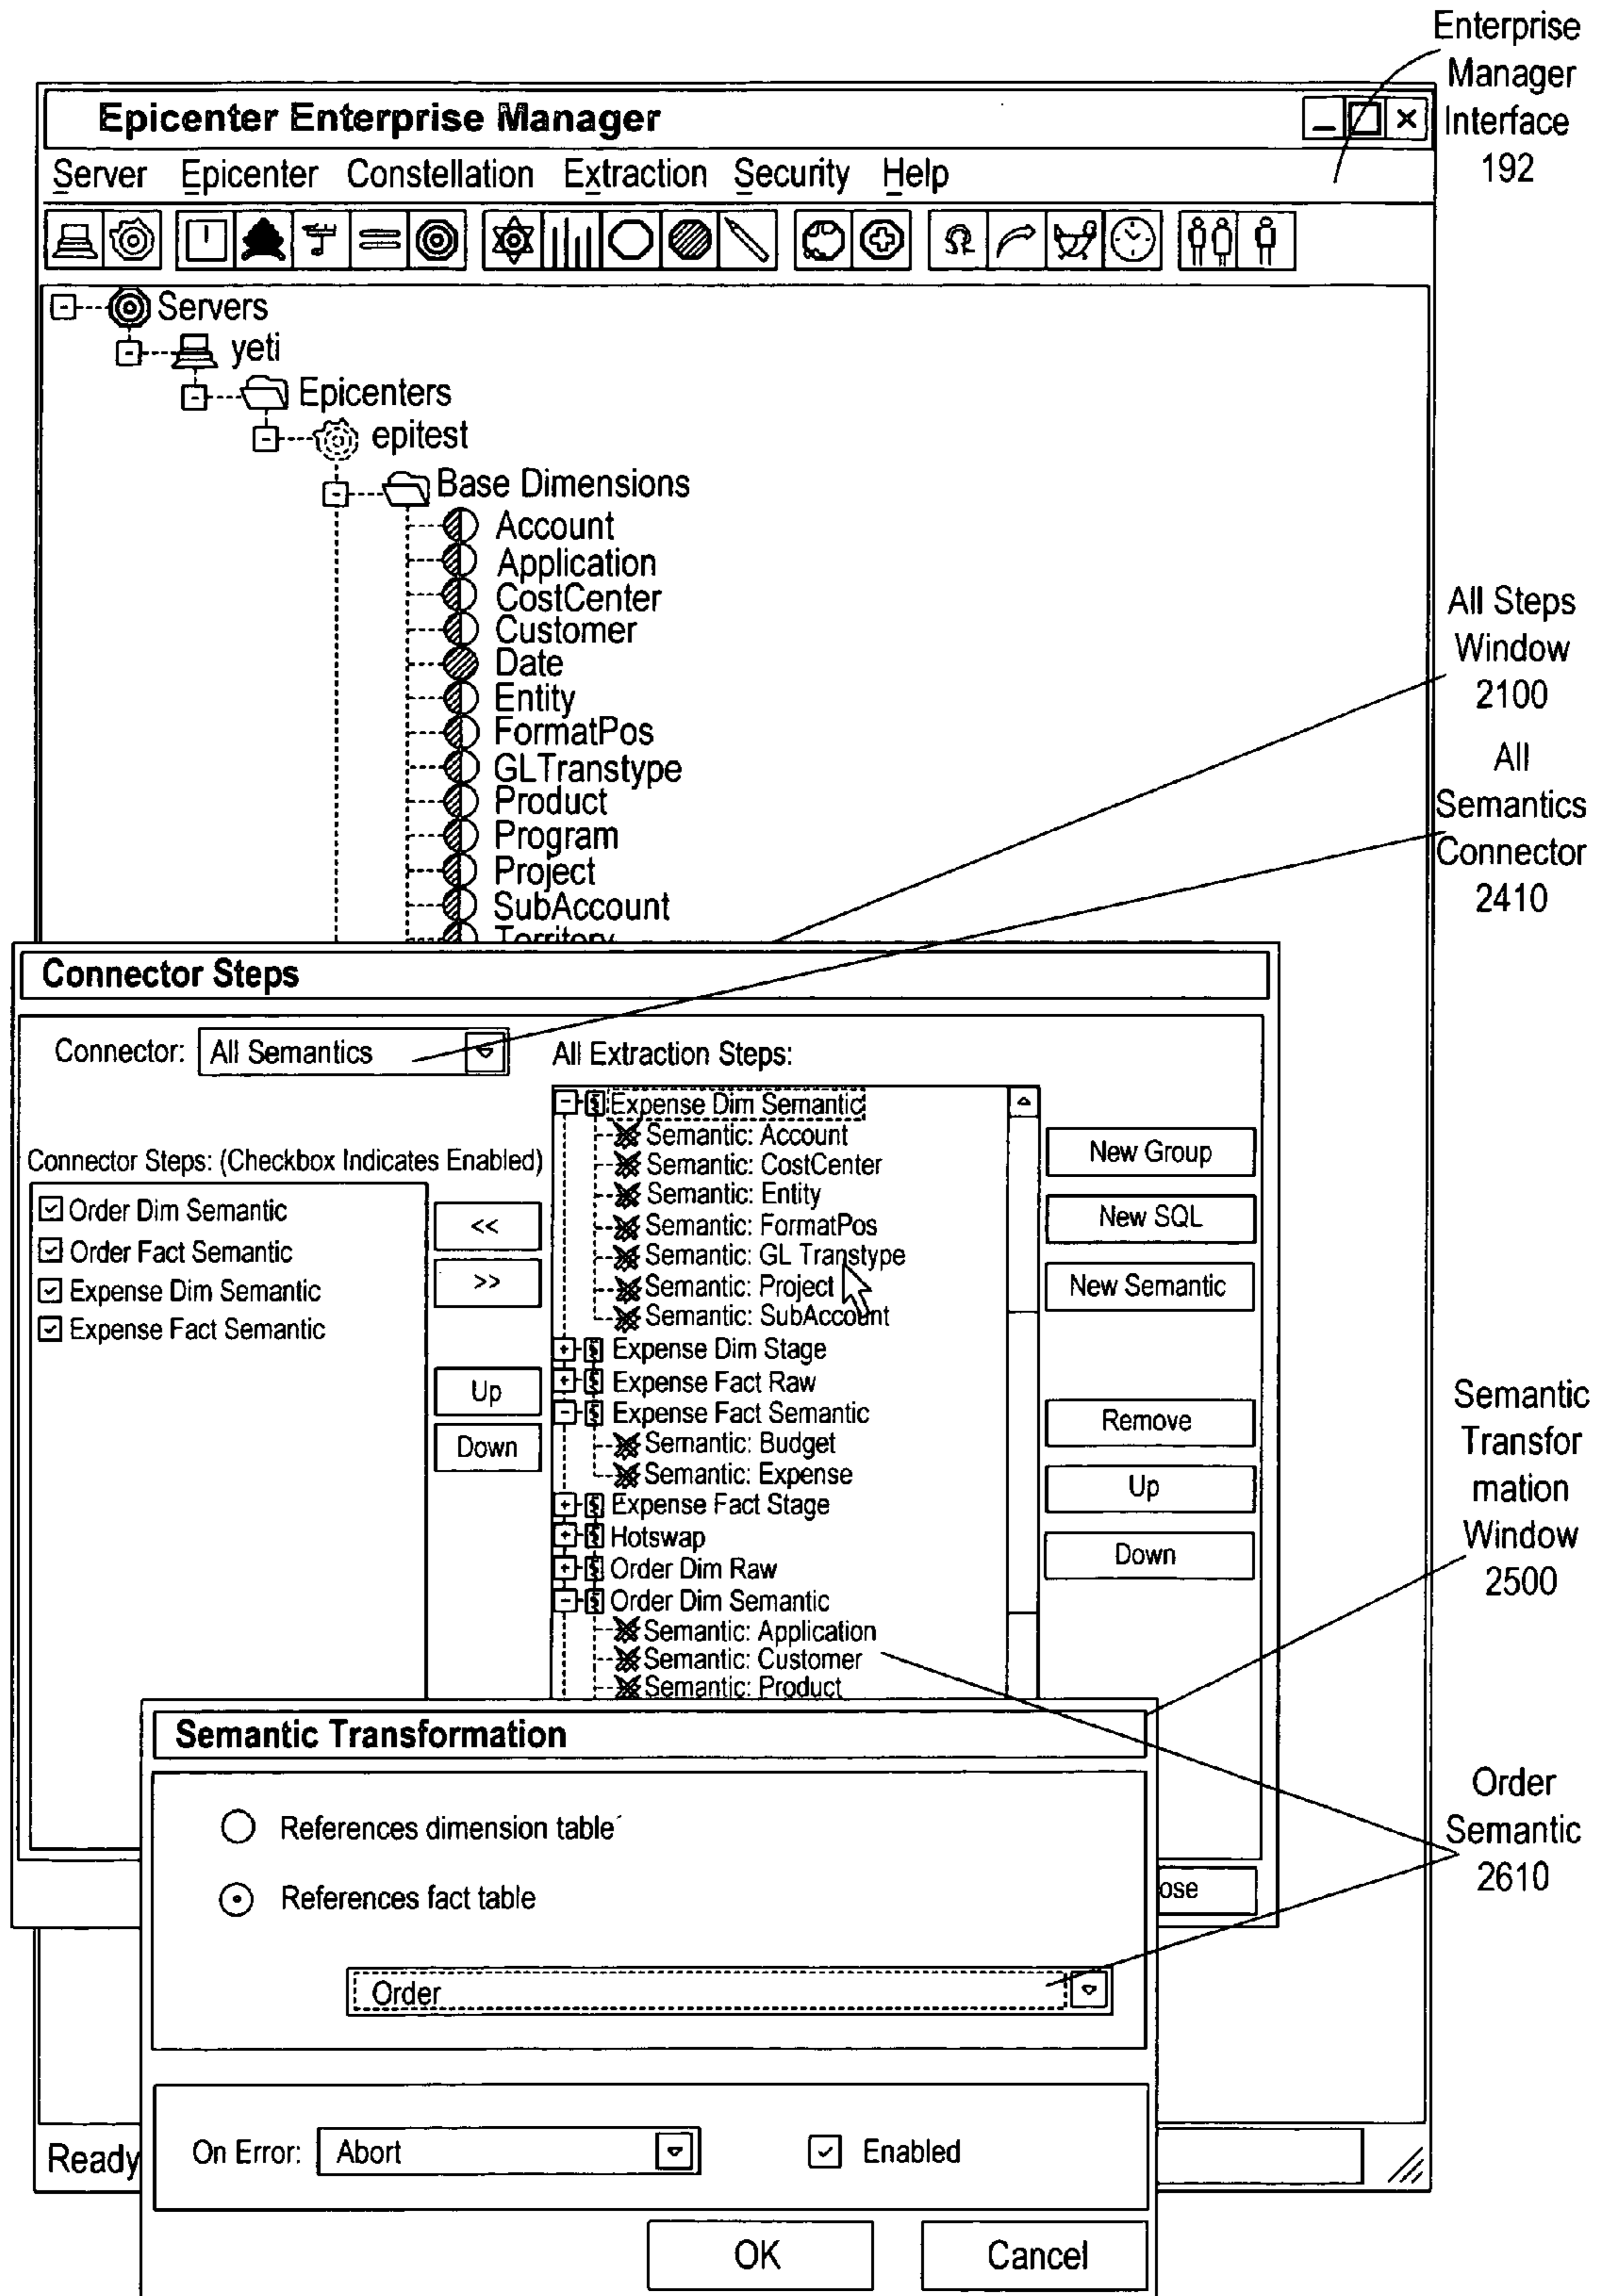 Enterprise
Manager
Interface
192
Epicenter Enterprise Manager
Server Epicenter Constellation Extraction Security Help
Servers
yeti
Epicenters
epitest
Base Dimensions
Account
Application
CostCenter
Customer
Date
Entity
FormatPos
GLTranstype
Product
Program
Project
SubAccount
Territory
All Steps
Window
2100
All
Semantics
Connector
2410
Connector Steps
Connector: All Semantics
All Extraction Steps:
Connector Steps: (Checkbox Indicates Enabled)
Order Dim Semantic
Order Fact Semantic
Expense Dim Semantic
Expense Fact Semantic
<<
>>
Up
Down
Expense Dim Semantic
Semantic: Account
Semantic: CostCenter
Semantic: Entity
Semantic: FormatPos
Semantic: GL Transtype
Semantic: Project
Semantic: SubAccount
Expense Dim Stage
Expense Fact Raw
Expense Fact Semantic
Semantic: Budget
Semantic: Expense
Expense Fact Stage
Hotswap
Order Dim Raw
Order Dim Semantic
Semantic: Application
Semantic: Customer
Semantic: Product
New Group
New SQL
New Semantic
Remove
Up
Down
ose
Semantic
Transfor
mation
Window
2500
Order
Semantic
2610
Semantic Transformation
References dimension table
References fact table
Order
On Error: Abort
Enabled
OK
Cancel
Ready